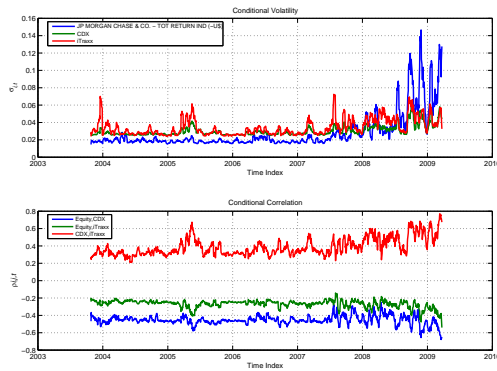 Conditional Volatility
JP MORGAN CHASE & CO. − TOT RETURN IND (~U$)
CDX
iTraxx
0.16
0.14
0.12
0.1
0.08
0.06
0.04
0.02
0
σi,t
2003 2004 2005 2006 2007 2008 2009 2010
Time Index
Conditional Correlation
Equity,CDX
Equity,iTraxx
CDX,iTraxx
0.8
0.6
0.4
0.2
0
−0.2
−0.4
−0.6
−0.8
ρi,j,t
2003 2004 2005 2006 2007 2008 2009 2010
Time Index